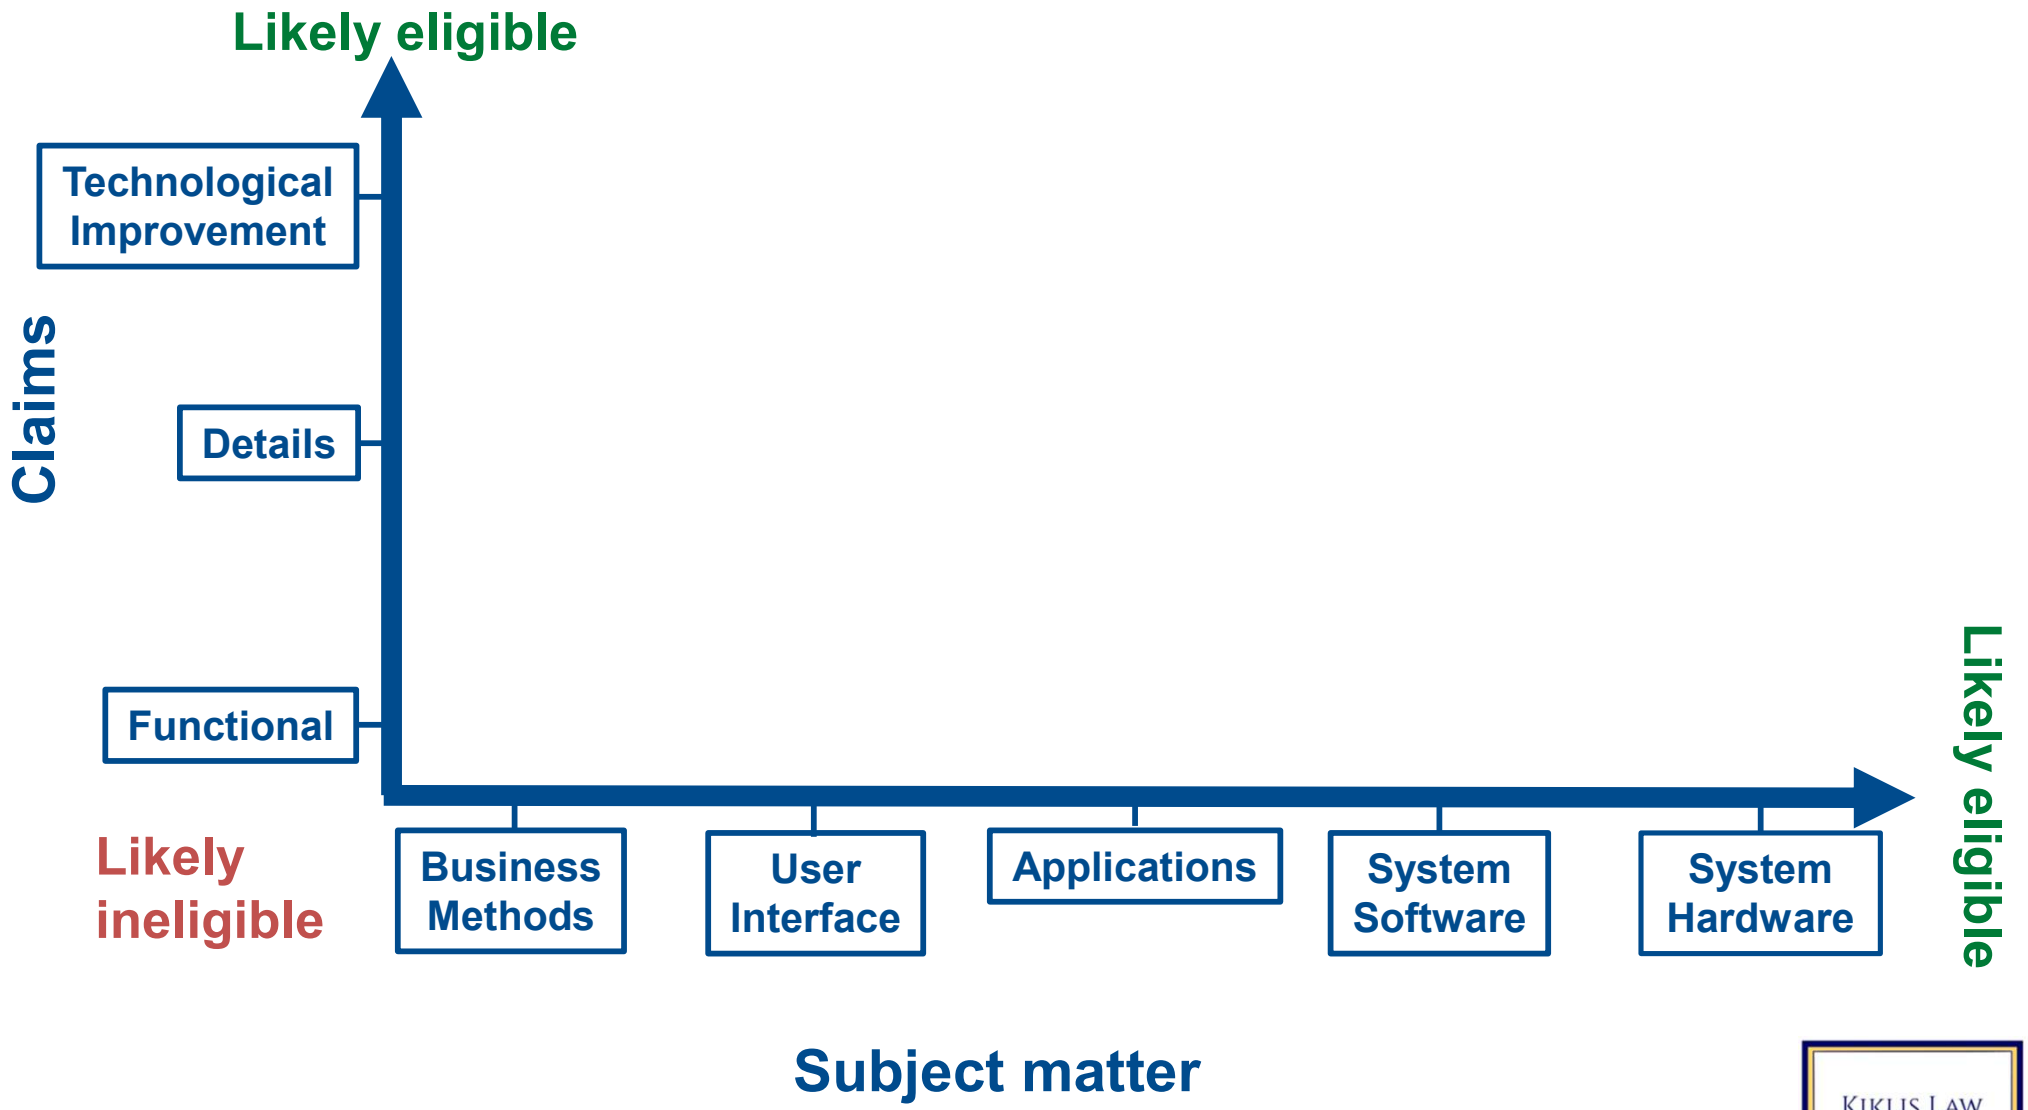 Likely eligible
Technological
Improvement
Claims
Details
Functional
Likely eligible
Likely
ineligible
Business
Methods
User
Interface
Applications
System
Software
System
Hardware
Subject matter
KIKLIS LAW